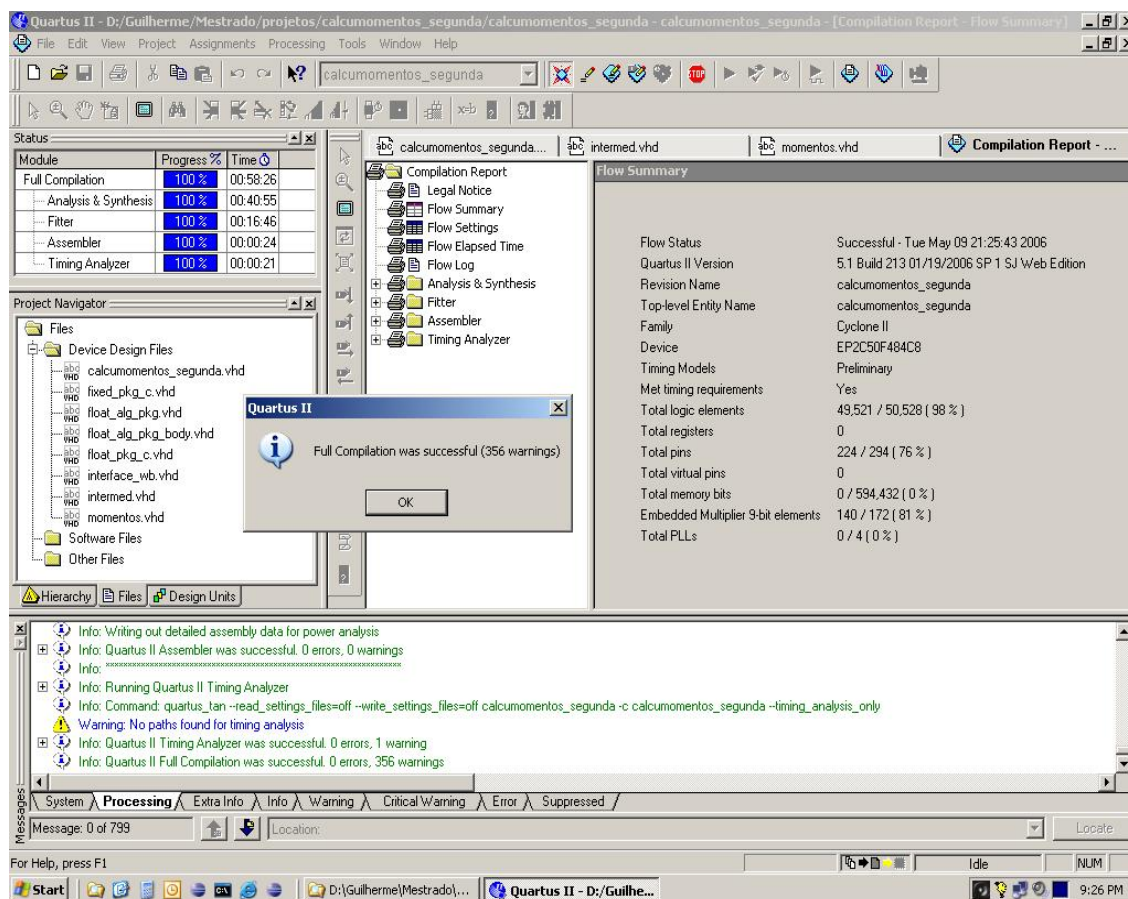 Quartus II - D:/Guilherme/Mestrado/projetos/calcumomentos_segunda/calcumomentos_segunda - calcumomentos_segunda - [Compilation Report - Flow Summary]
File Edit View Project Assignments Processing Tools Window Help
calcumomentos_segunda
STOP
Status
Module Progress % Time
Full Compilation 100 % 00:58:26
Analysis & Synthesis 100 % 00:40:55
Fitter 100 % 00:16:46
Assembler 100 % 00:00:24
Timing Analyzer 100 % 00:00:21
Project Navigator
Files
Device Design Files
calcumomentos_segunda.vhd
fixed_pkg_c.vhd
float_alg_pkg.vhd
float_alg_pkg_body.vhd
float_pkg_c.vhd
interface_wb.vhd
intermed.vhd
momentos.vhd
Software Files
Other Files
Hierarchy Files Design Units
calcumomentos_segunda.... intermed.vhd momentos.vhd Compilation Report - ...
Compilation Report
Legal Notice
Flow Summary
Flow Settings
Flow Elapsed Time
Flow Log
Analysis & Synthesis
Fitter
Assembler
Timing Analyzer
Flow Summary
Flow Status Successful - Tue May 09 21:25:43 2006
Quartus II Version 5.1 Build 213 01/19/2006 SP 1 SJ Web Edition
Revision Name calcumomentos_segunda
Top-level Entity Name calcumomentos_segunda
Family Cyclone II
Device EP2C50F484C8
Timing Models Preliminary
Met timing requirements Yes
Total logic elements 49,521 / 50,528 ( 98 % )
Total registers 0
Total pins 224 / 294 ( 76 % )
Total virtual pins 0
Total memory bits 0 / 594,432 ( 0 % )
Embedded Multiplier 9-bit elements 140 / 172 ( 81 % )
Total PLLs 0 / 4 ( 0 % )
Quartus II
Full Compilation was successful (356 warnings)
OK
Info: Writing out detailed assembly data for power analysis
Info: Quartus II Assembler was successful. 0 errors, 0 warnings
Info:
Info: Running Quartus II Timing Analyzer
Info: Command: quartus_tan --read_settings_files=off --write_settings_files=off calcumomentos_segunda -c calcumomentos_segunda --timing_analysis_only
Warning: No paths found for timing analysis
Info: Quartus II Timing Analyzer was successful. 0 errors, 1 warning
Info: Quartus II Full Compilation was successful. 0 errors, 356 warnings
Messages
System Processing Extra Info Info Warning Critical Warning Error Suppressed
Message: 0 of 799 Location: Locate
For Help, press F1 Idle NUM
Start D:\Guilherme\Mestrado\... Quartus II - D:/Guilhe... 9:26 PM